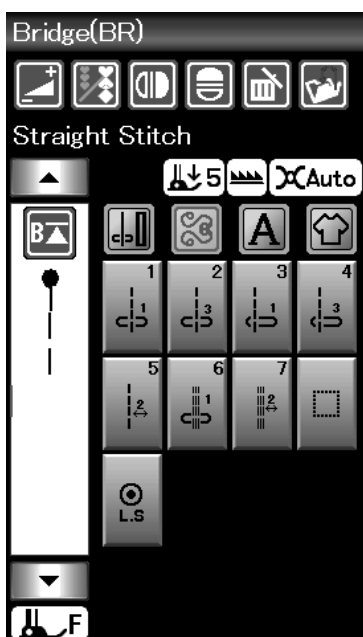 Bridge(BR)
Straight Stitch
5 Auto
B A
1 2 3 4
1 3 1 3
5 6 7
2 1 2
L.S
F